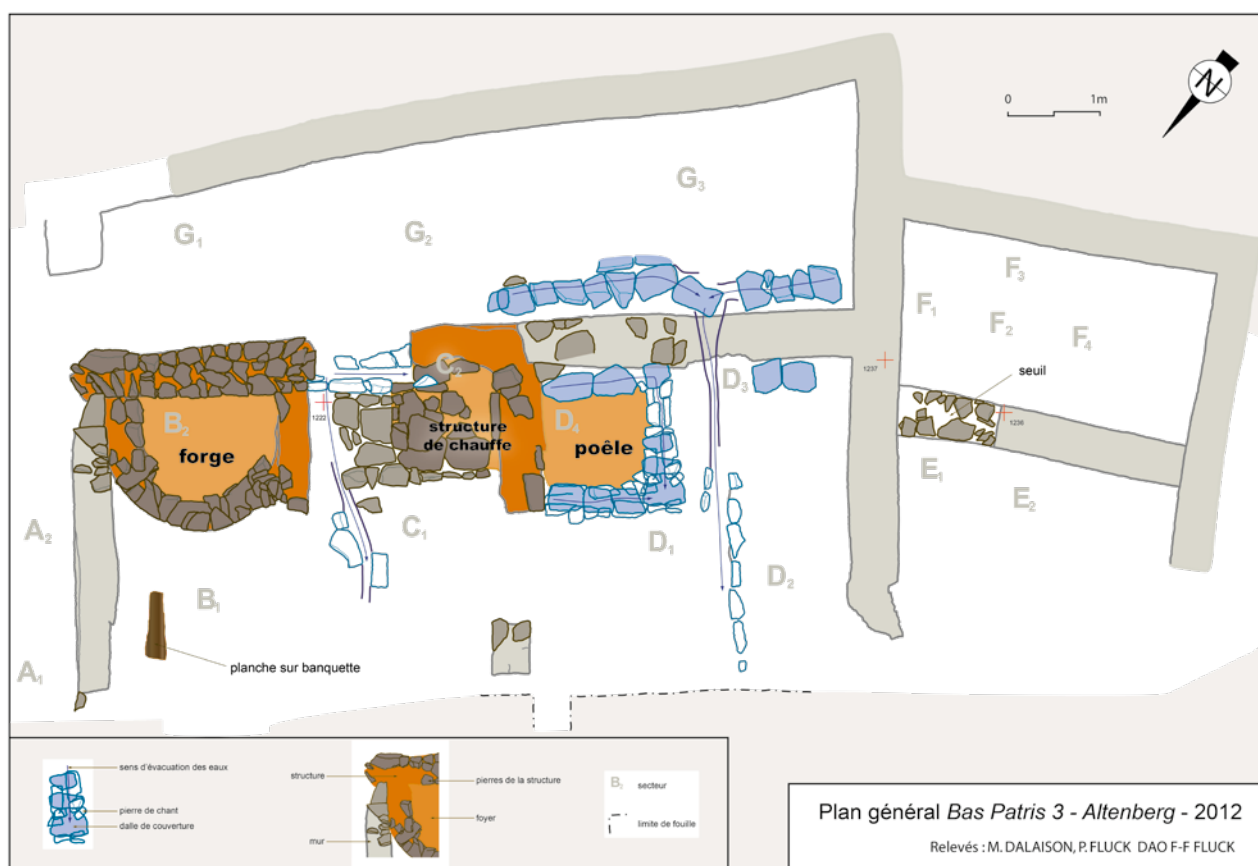 N
0 1m
G3
G1
G2
F3
F1
F2
F4
seuil
1237
1236
C2
D3
1222
B2
forge
structure
de chauffe
D4
poêle
E1
E2
A2
C1
D1
D2
B1
planche sur banquette
A1
sens d'évacuation des eaux
pierre de chant
dalle de couverture
structure
mur
pierres de la structure
foyer
B2 secteur
limite de fouille
Plan général Bas Patris 3 - Altenberg - 2012
Relevés : M. DALAISON, P. FLUCK DAO F-F FLUCK